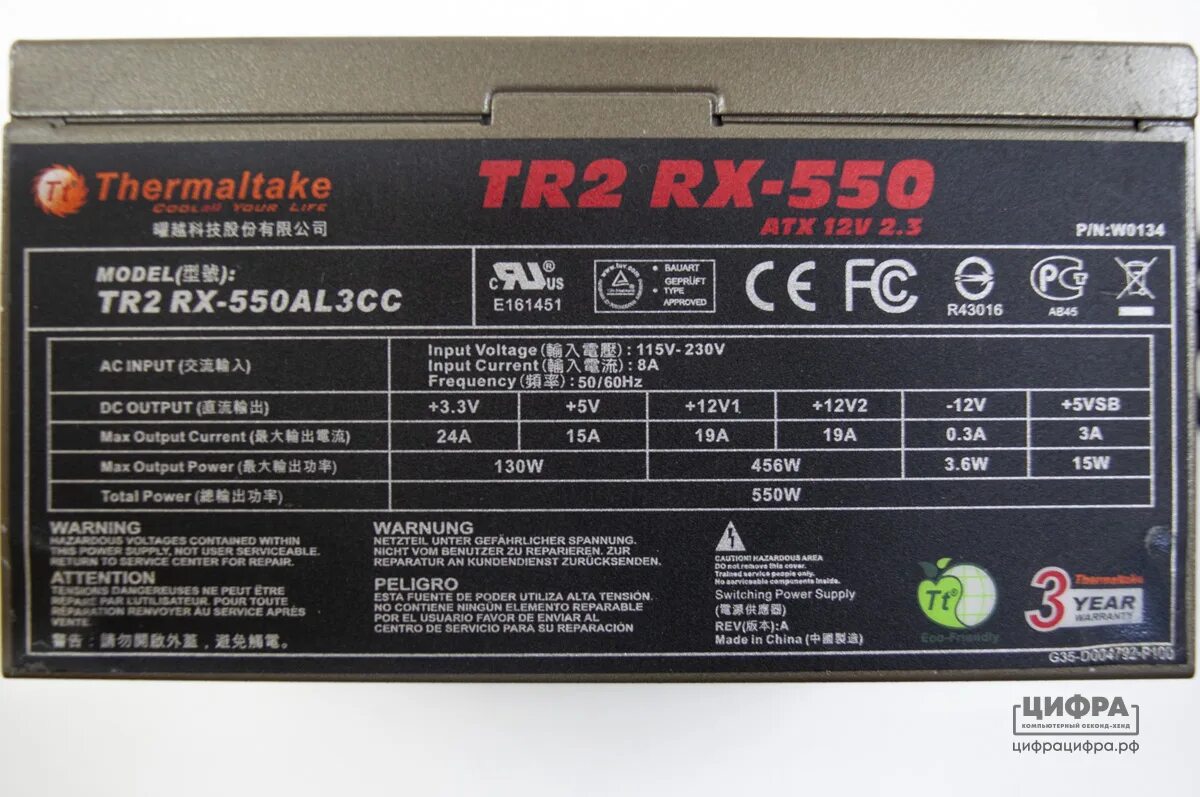 Tt Thermaltake
COOL all YOUR LIFE
曜越科技股份有限公司
TR2 RX-550
ATX 12V 2.3
P/N:W0134
MODEL(型號):
TR2 RX-550AL3CC
C UR ® US
E161451
www.tuv.com
• BAUART
GEPRÜFT
• TYPE
APPROVED
CE FC
R43016
AB45
AC INPUT (交流輸入)
Input Voltage(輸入電壓) : 115V- 230V
Input Current(輸入電流) : 8A
Frequency(頻率) : 50/60Hz
DC OUTPUT (直流輸出) +3.3V +5V +12V1 +12V2 -12V +5VSB
Max Output Current (最大輸出電流) 24A 15A 19A 19A 0.3A 3A
Max Output Power (最大輸出功率) 130W 456W 3.6W 15W
Total Power (總輸出功率) 550W
WARNING
HAZARDOUS VOLTAGES CONTAINED WITHIN
THIS POWER SUPPLY, NOT USER SERVICEABLE.
RETURN TO SERVICE CENTER FOR REPAIR.
ATTENTION
TENSIONS DANGEREUSES NE PEUT ÊTRE
REPARE PAR L'UTILISATEUR. POUR TOUTE
REPARATION RENVOYER AU SERVICE APRÈS
VENTE.
警告 : 請勿開啟外蓋 , 避免觸電。
WARNUNG
NETZTEIL UNTER GEFÄHRLICHER SPANNUNG.
NICHT VOM BENUTZER ZU REPARIEREN. ZUR
REPARATUR AN KUNDENDIENST ZURÜCKSENDEN.
PELIGRO
ESTA FUENTE DE PODER UTILIZA ALTA TENSIÓN.
NO CONTIENE NINGÚN ELEMENTO REPARABLE
POR EL USUARIO FAVOR DE ENVIAR AL
CENTRO DE SERVICIO PARA SU REPARACIÓN
CAUTION! HAZARDOUS AREA
DO not remove this cover.
Trained service people only.
No serviceable components inside.
Switching Power Supply
(電源供應器)
REV(版本):A
Made in China (中國製造)
Tt®
Eco-Friendly
3 Thermaltake
YEAR
WARRANTY
G35-D004792-P100
ЦИФРА
КОМПЬЮТЕРНЫЙ СЕКОНД-ХЕНД
цифрацифра.рф